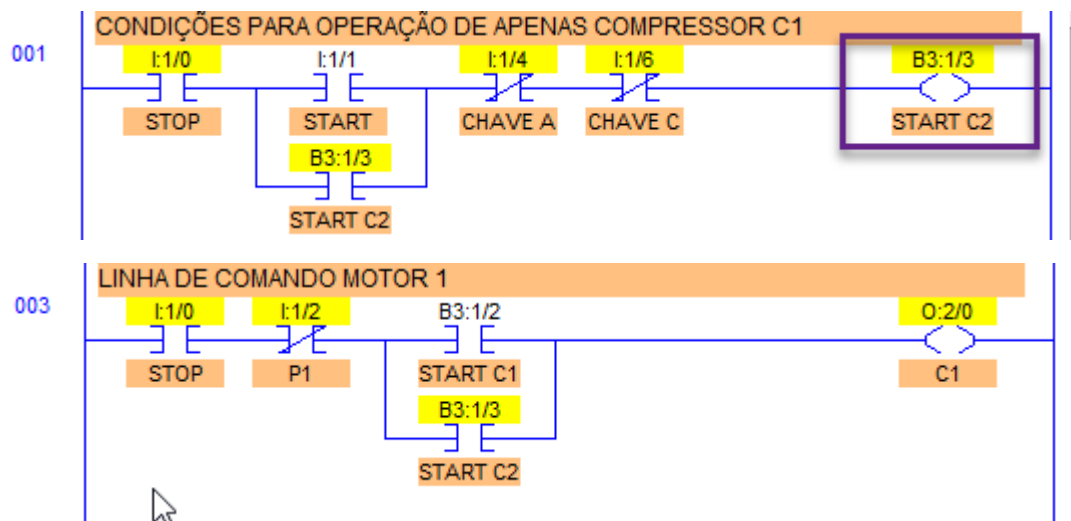 CONDIÇÕES PARA OPERAÇÃO DE APENAS COMPRESSOR C1
001
I:1/0 I:1/1 I:1/4 I:1/6 B3:1/3
STOP START CHAVE A CHAVE C START C2
B3:1/3
START C2
LINHA DE COMANDO MOTOR 1
003
I:1/0 I:1/2 B3:1/2 O:2/0
STOP P1 START C1 C1
B3:1/3
START C2